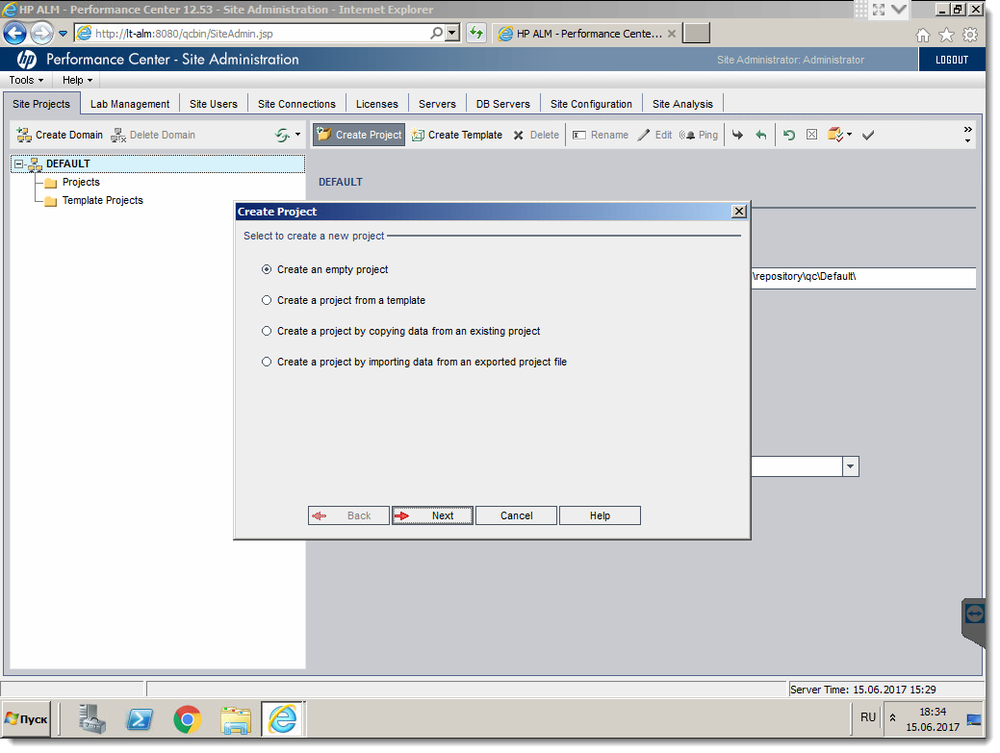 HP ALM - Performance Center 12.53 - Site Administration - Internet Explorer
http://lt-alm:8080/qcbin/SiteAdmin.jsp
HP ALM - Performance Cente...
hp Performance Center - Site Administration
Site Administrator: Administrator
LOGOUT
Tools Help
Site Projects Lab Management Site Users Site Connections Licenses Servers DB Servers Site Configuration Site Analysis
Create Domain Delete Domain Create Project Create Template Delete Rename Edit Ping
DEFAULT
Projects
Template Projects
DEFAULT
\repository\qc\Default\
Create Project
Select to create a new project
Create an empty project
Create a project from a template
Create a project by copying data from an existing project
Create a project by importing data from an exported project file
Back Next Cancel Help
Server Time: 15.06.2017 15:29
Пуск
RU
18:34
15.06.2017